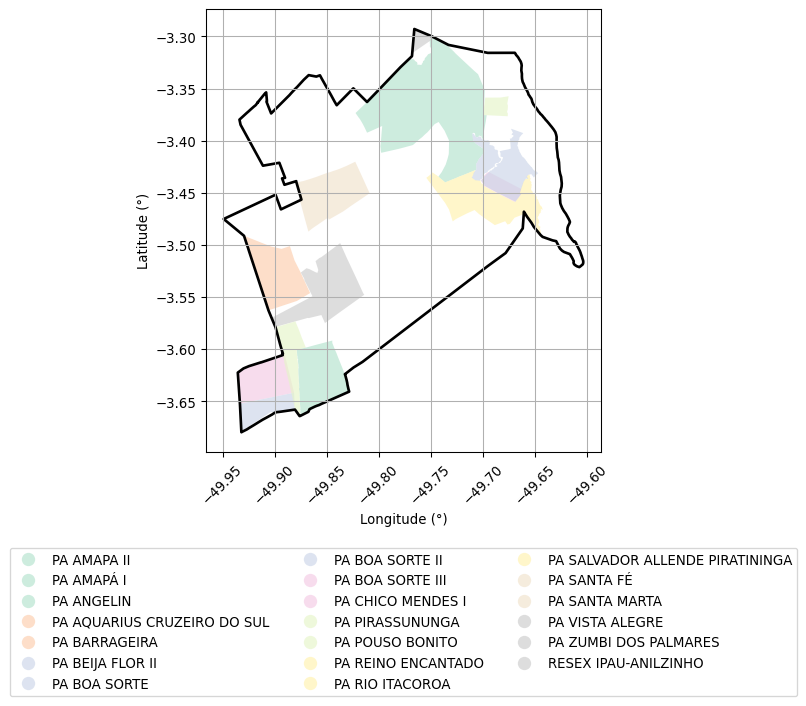 −3.30
−3.35
−3.40
−3.45
−3.50
−3.55
−3.60
−3.65
Latitude (°)
−49.95
−49.90
−49.85
−49.80
−49.75
−49.70
−49.65
−49.60
Longitude (°)
PA AMAPA II
PA AMAPÁ I
PA ANGELIN
PA AQUARIUS CRUZEIRO DO SUL
PA BARRAGEIRA
PA BEIJA FLOR II
PA BOA SORTE
PA BOA SORTE II
PA BOA SORTE III
PA CHICO MENDES I
PA PIRASSUNUNGA
PA POUSO BONITO
PA REINO ENCANTADO
PA RIO ITACOROA
PA SALVADOR ALLENDE PIRATININGA
PA SANTA FÉ
PA SANTA MARTA
PA VISTA ALEGRE
PA ZUMBI DOS PALMARES
RESEX IPAU-ANILZINHO